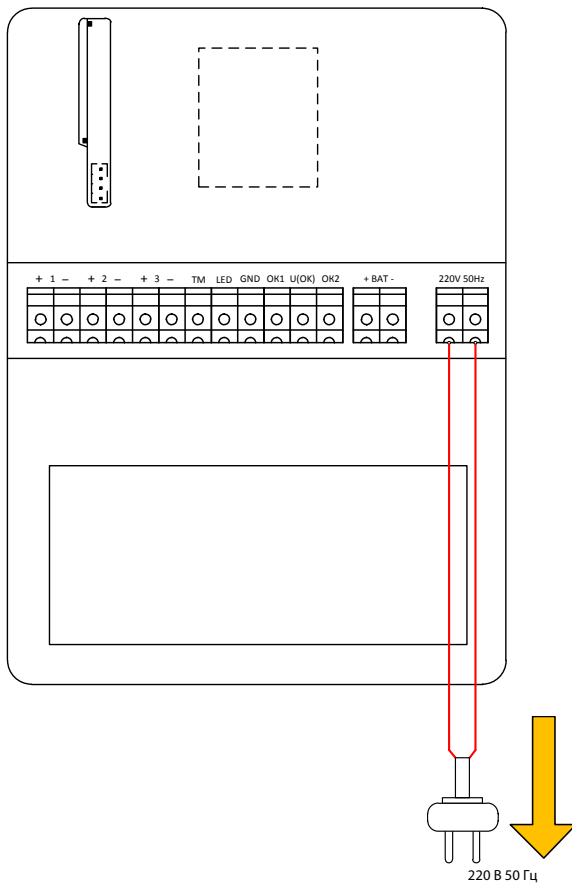 + 1 – + 2 – + 3 – TM LED GND OK1 U(OK) OK2 + BAT - 220V 50Hz
220 В 50 Гц